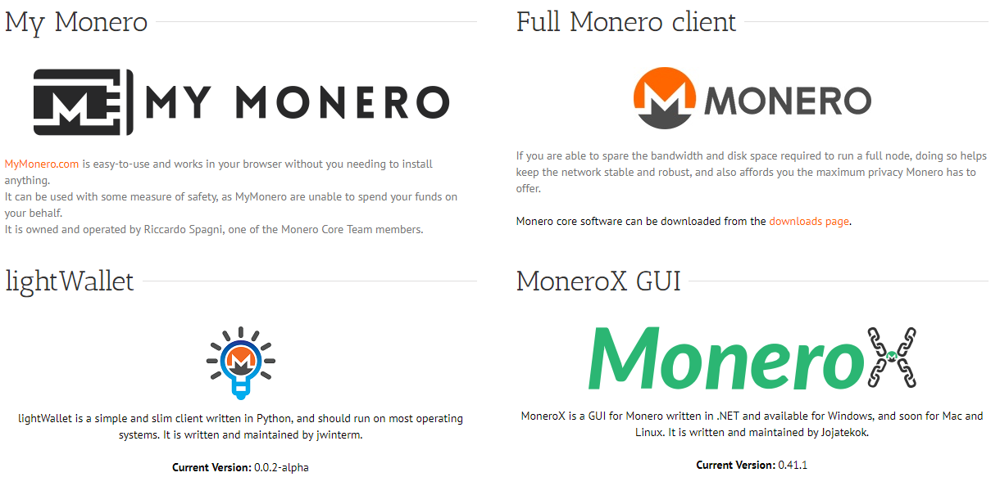 My Monero
MY MONERO
MyMonero.com is easy-to-use and works in your browser without you needing to install
anything.
It can be used with some measure of safety, as MyMonero are unable to spend your funds on
your behalf.
It is owned and operated by Riccardo Spagni, one of the Monero Core Team members.
Full Monero client
MONERO
If you are able to spare the bandwidth and disk space required to run a full node, doing so helps
keep the network stable and robust, and also affords you the maximum privacy Monero has to
offer.
Monero core software can be downloaded from the downloads page.
lightWallet
lightWallet is a simple and slim client written in Python, and should run on most operating
systems. It is written and maintained by jwinterm.
Current Version: 0.0.2-alpha
MoneroX GUI
MoneroX
MoneroX is a GUI for Monero written in .NET and available for Windows, and soon for Mac and
Linux. It is written and maintained by Jojatekok.
Current Version: 0.41.1